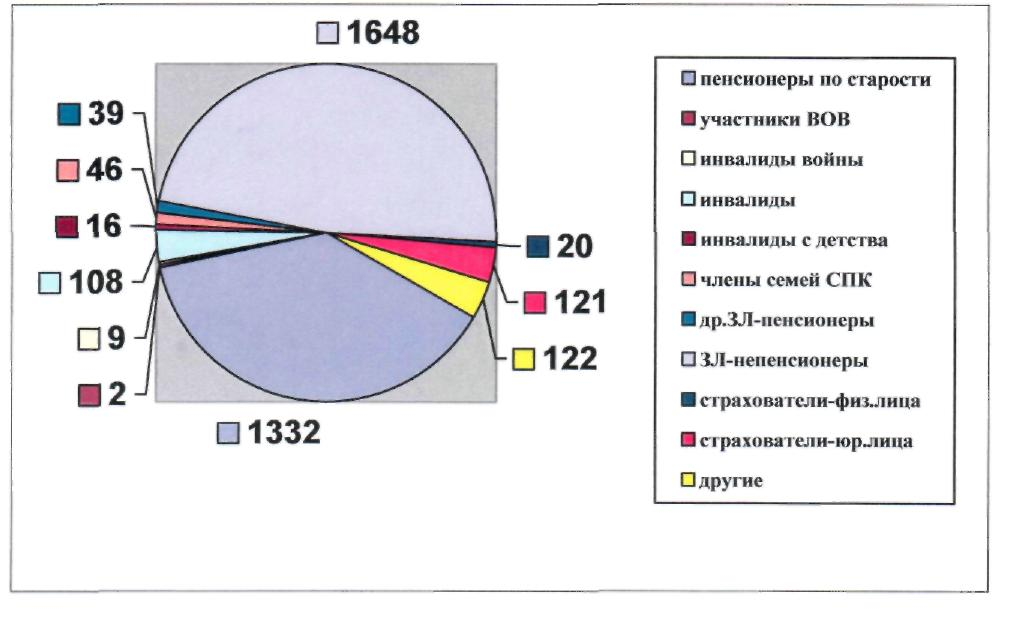 1648
39
46
16
108
9
2
1332
20
121
122
пенсионеры по старости
участники ВОВ
инвалиды войны
инвалиды
инвалиды с детства
члены семей СПК
др.ЗЛ-пенсионеры
ЗЛ-непенсионеры
страхователи-физ.лица
страхователи-юр.лица
другие